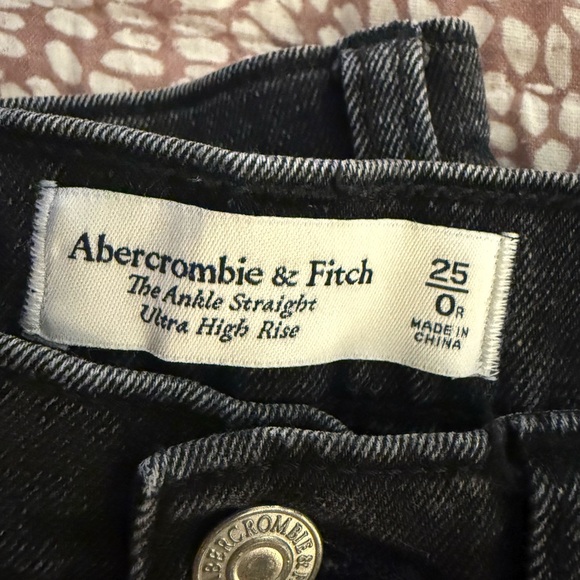 Abercrombie & Fitch
The Ankle Straight
Ultra High Rise
25
0R
MADE IN
CHINA
ABERCROMBIE &